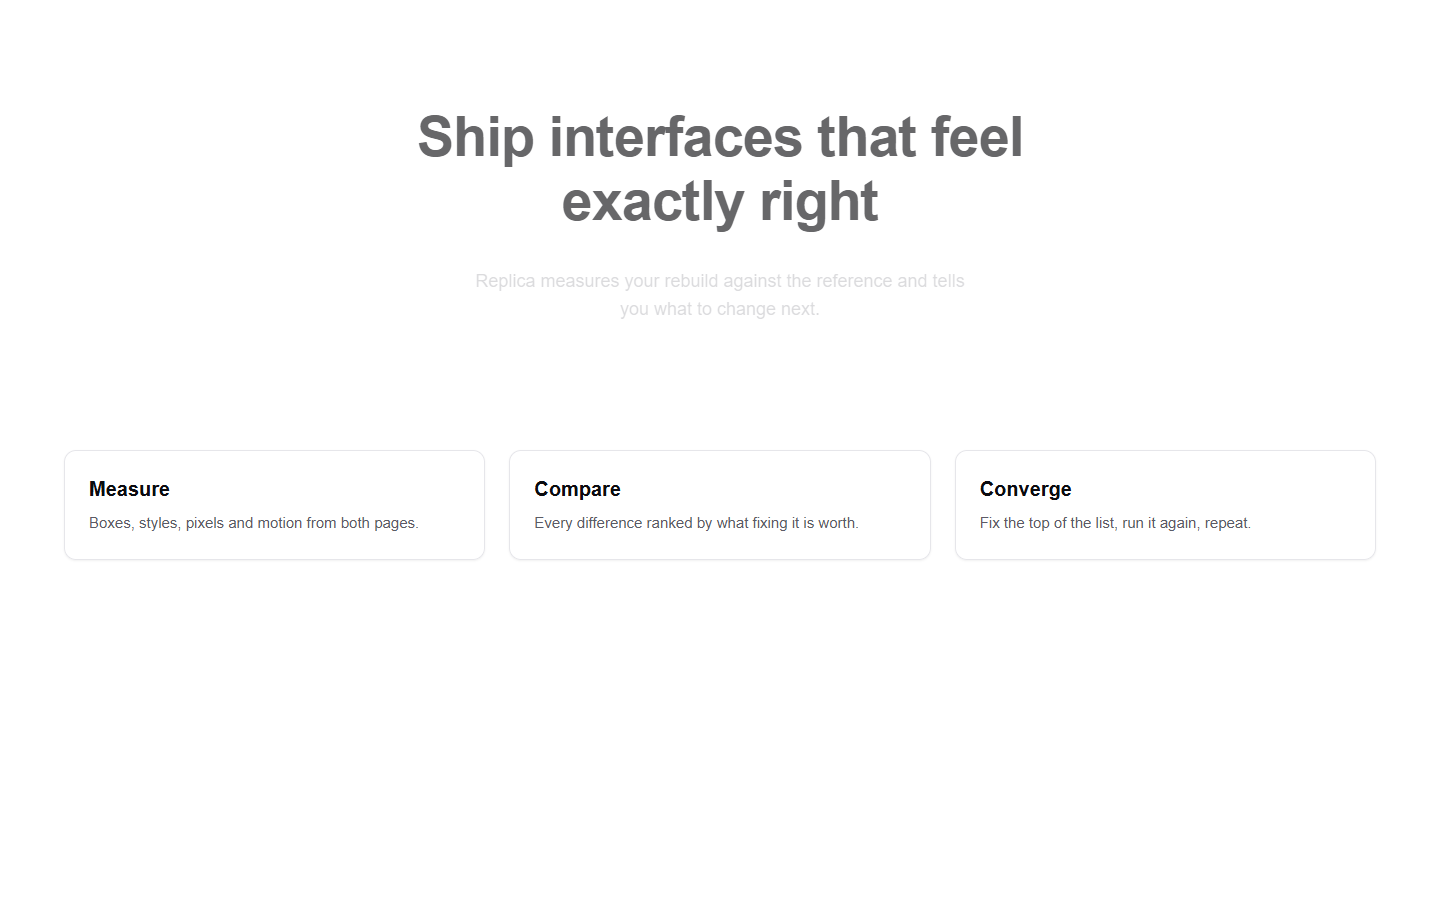 Ship interfaces that feel
exactly right
Replica measures your rebuild against the reference and tells
you what to change next.
Measure
Boxes, styles, pixels and motion from both pages.
Compare
Every difference ranked by what fixing it is worth.
Converge
Fix the top of the list, run it again, repeat.